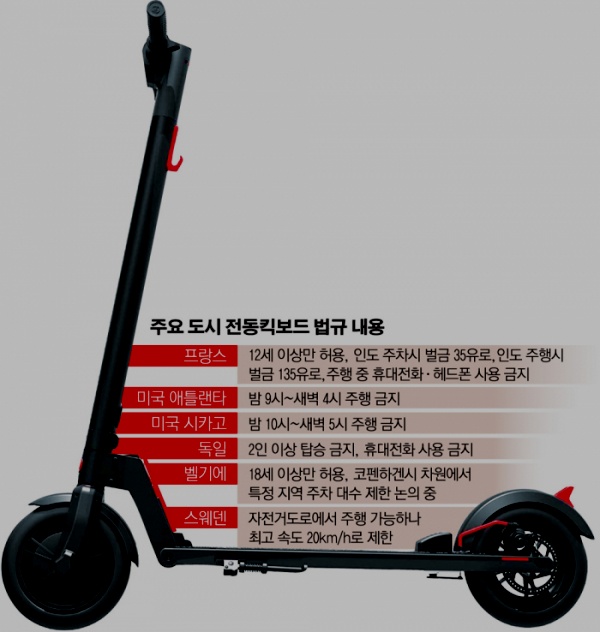 주요 도시 전동킥보드 법규 내용
프랑스 12세 이상만 허용, 인도 주차시 벌금 35유로, 인도 주행시
벌금 135유로, 주행 중 휴대전화·헤드폰 사용 금지
미국 애틀랜타 밤 9시~새벽 4시 주행 금지
미국 시카고 밤 10시~새벽 5시 주행 금지
독일 2인 이상 탑승 금지, 휴대전화 사용 금지
벨기에 18세 이상만 허용, 코펜하겐시 차원에서
특정 지역 주차 대수 제한 논의 중
스웨덴 자전거도로에서 주행 가능하나
최고 속도 20km/h로 제한